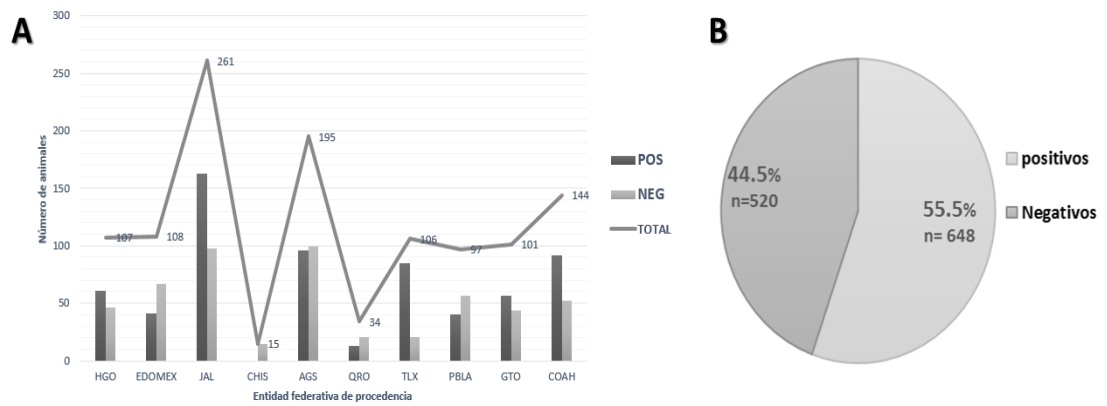 A
300
250
200
150
100
50
0
Número de animales
261
195
144
107
108
106
97
101
34
15
HGO EDOMEX JAL CHIS AGS QRO TLX PBLA GTO COAH
Entidad federativa de procedencia
POS
NEG
TOTAL
B
44.5%
n=520
55.5%
n= 648
positivos
Negativos